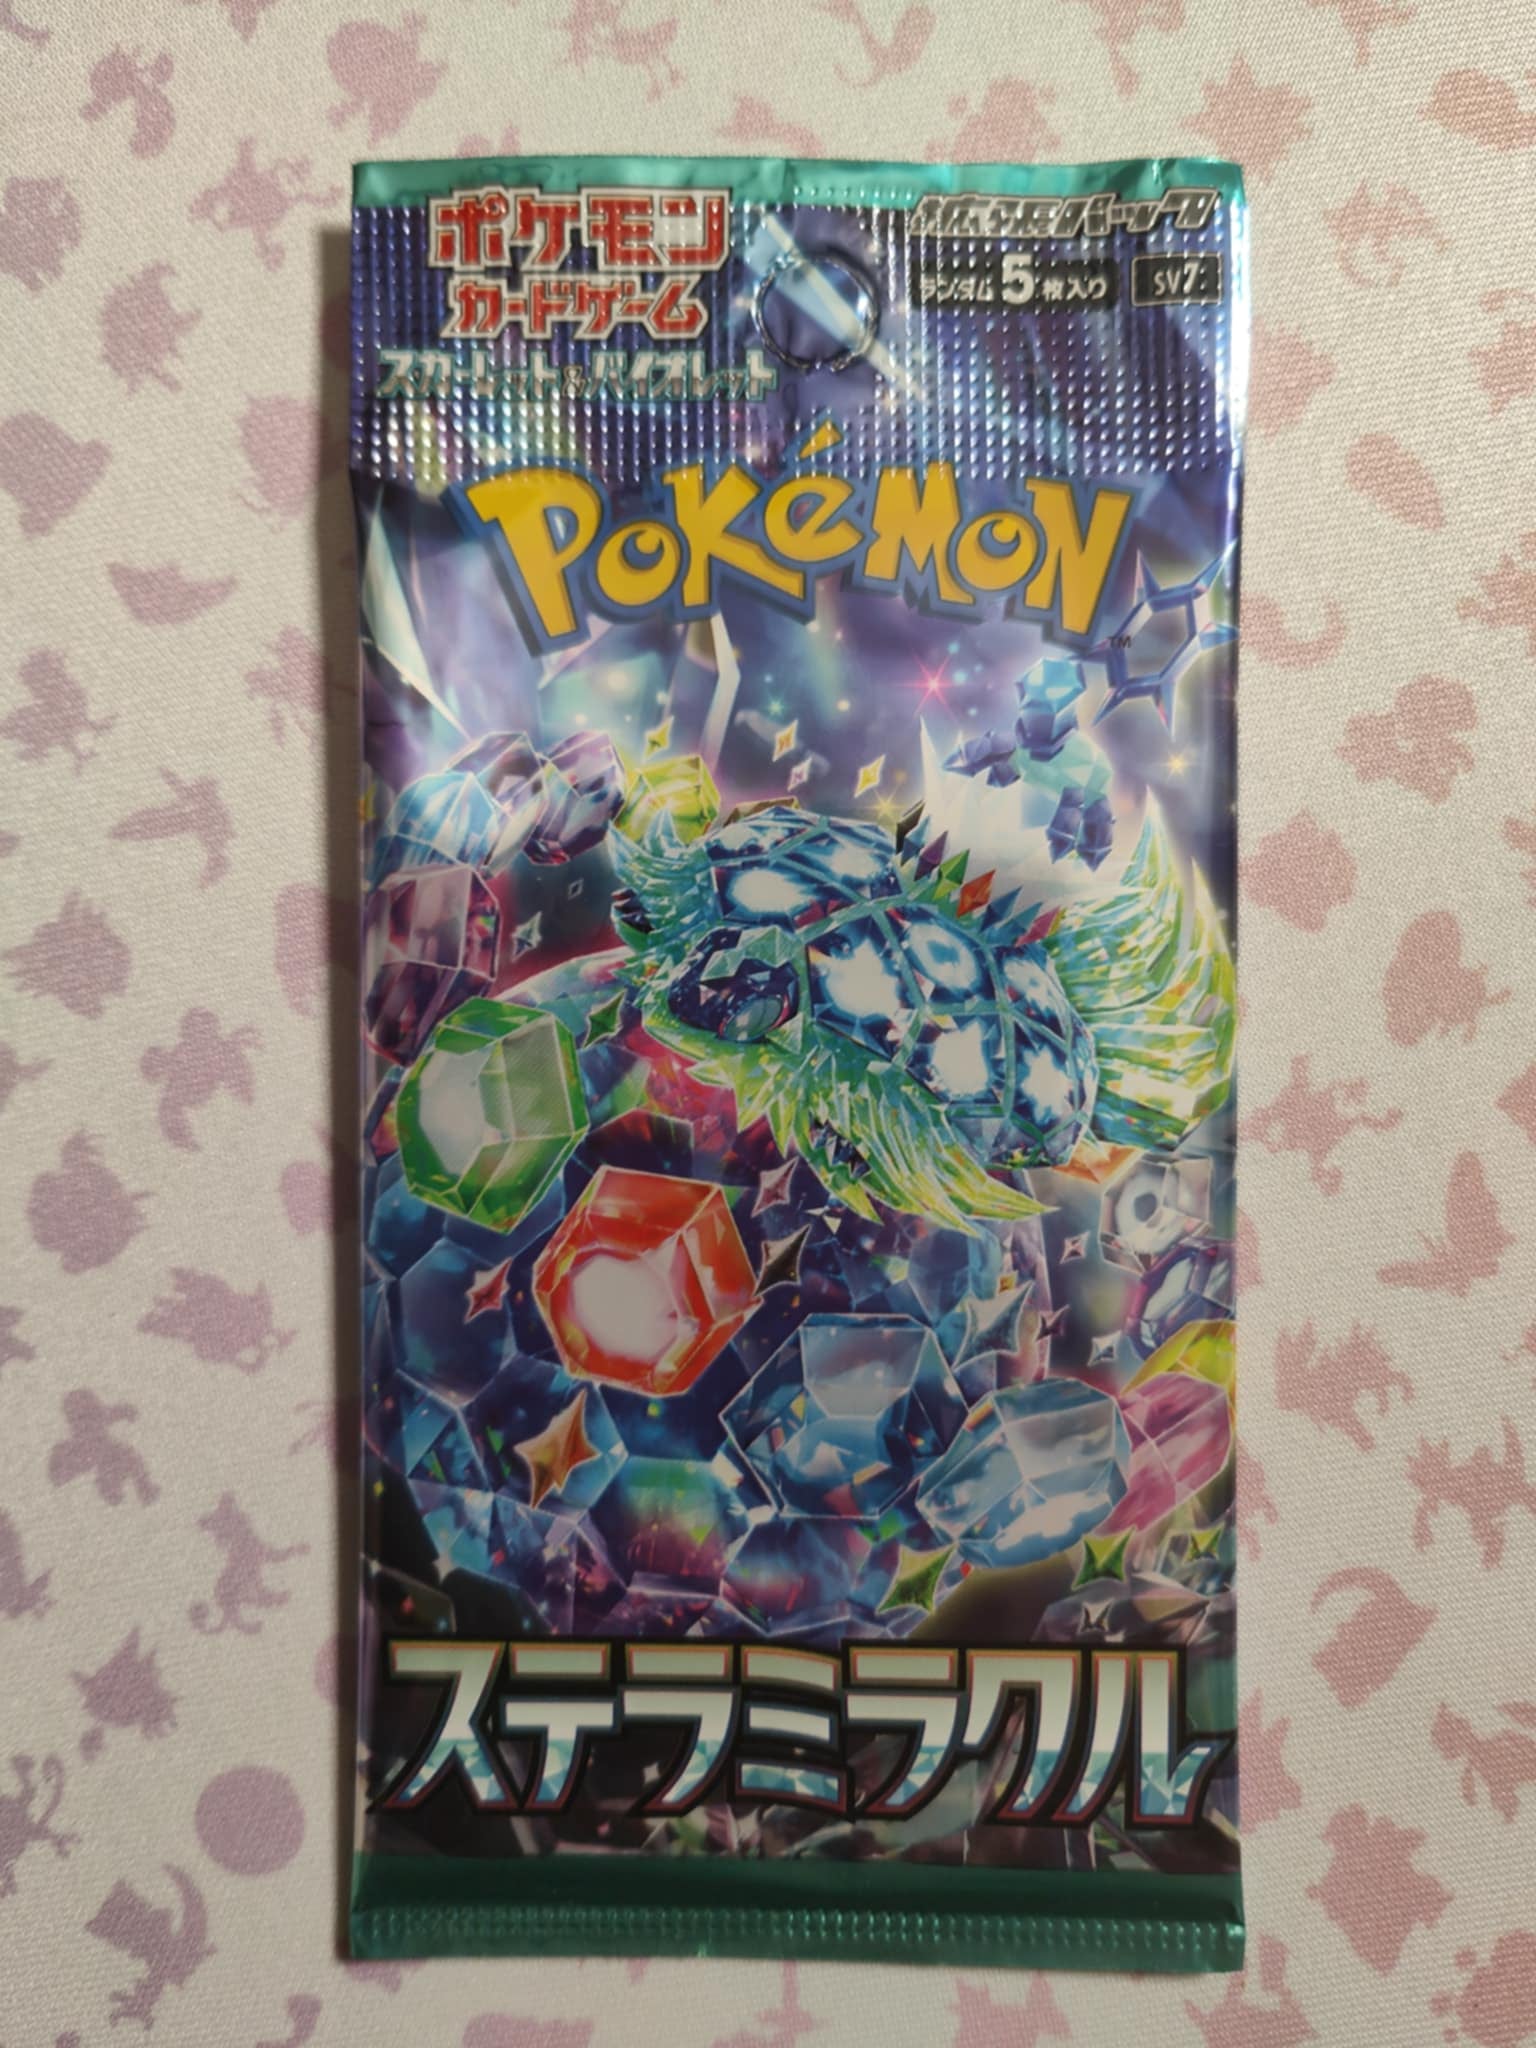 ポケモン
カードゲーム
スカーレット&バイオレット
拡張パック
ランダム5枚入り
SV7
POKéMON
TM
ステラミラクル